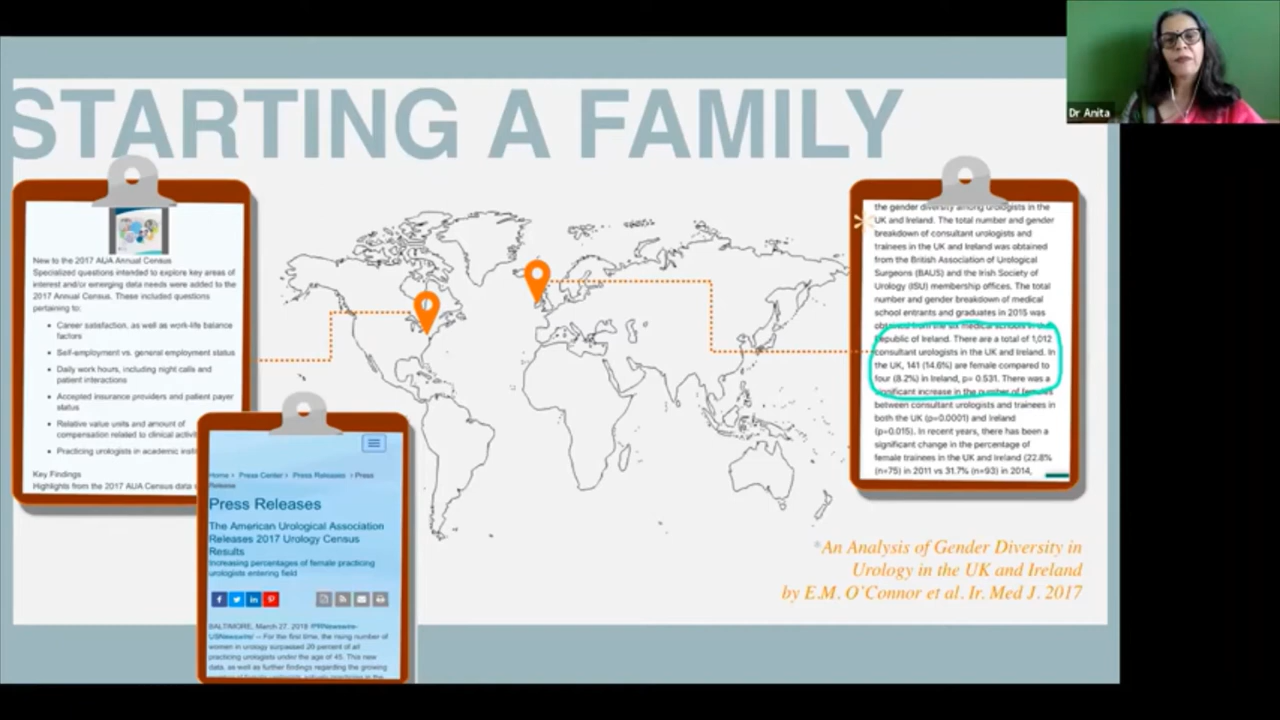 STARTING A FAMILY
Dr Anita
New to the 2017 AUA Annual Census
Specialized questions intended to explore key areas of
interest and/or emerging data needs were added to the
2017 Annual Census. These included questions
pertaining to:
• Career satisfaction, as well as work-life balance
factors
• Self-employment vs. general employment status
• Daily work hours, including night calls and
patient interactions
• Accepted insurance providers and patient payer
status
• Relative value units and amount of
compensation related to clinical
• Practicing urologists in academic
Key Findings
Highlights from the 2017 AUA Census data
Home > Press Center > Press Releases > Press
Release
Press Releases
The American Urological Association
Releases 2017 Urology Census
Results
Increasing percentages of female practicing
urologists entering field
BALTIMORE, March 27, 2018 /PRNewswire-
USNewswire/ -- For the first time, the rising number of
women in urology surpassed 20 percent of all
practicing urologists under the age of 45. This new
data, as well as further findings regarding the growing
the gender diversity among urologists in the
UK and Ireland. The total number and gender
breakdown of consultant urologists and
trainees in the UK and Ireland was obtained
from the British Association of Urological
Surgeons (BAUS) and the Irish Society of
Urology (ISU) membership offices. The total
number and gender breakdown of medical
school entrants and graduates in 2015 was
obtained from the six medical schools in the
Republic of Ireland. There are a total of 1,012
consultant urologists in the UK and Ireland. In
the UK, 141 (14.6%) are female compared to
four (8.2%) in Ireland, p= 0.531. There was a
significant increase in the number of females
between consultant urologists and trainees in
both the UK (p=0.0001) and Ireland
(p=0.015). In recent years, there has been a
significant change in the percentage of
female trainees in the UK and Ireland (22.8%
(n=75) in 2011 vs 31.7% (n=93) in 2014,
*An Analysis of Gender Diversity in
Urology in the UK and Ireland
by E.M. O'Connor et al. Ir. Med J. 2017